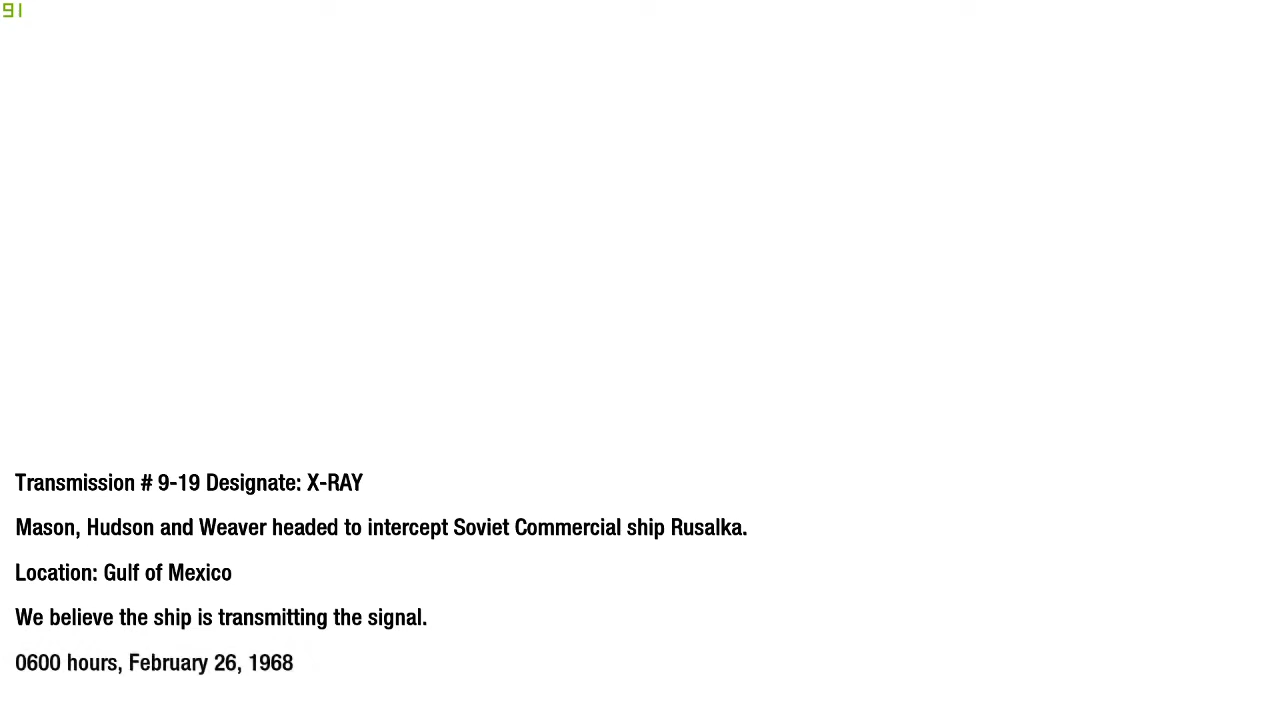 91
Transmission # 9-19 Designate: X-RAY
Mason, Hudson and Weaver headed to intercept Soviet Commercial ship Rusalka.
Location: Gulf of Mexico
We believe the ship is transmitting the signal.
0600 hours, February 26, 1968